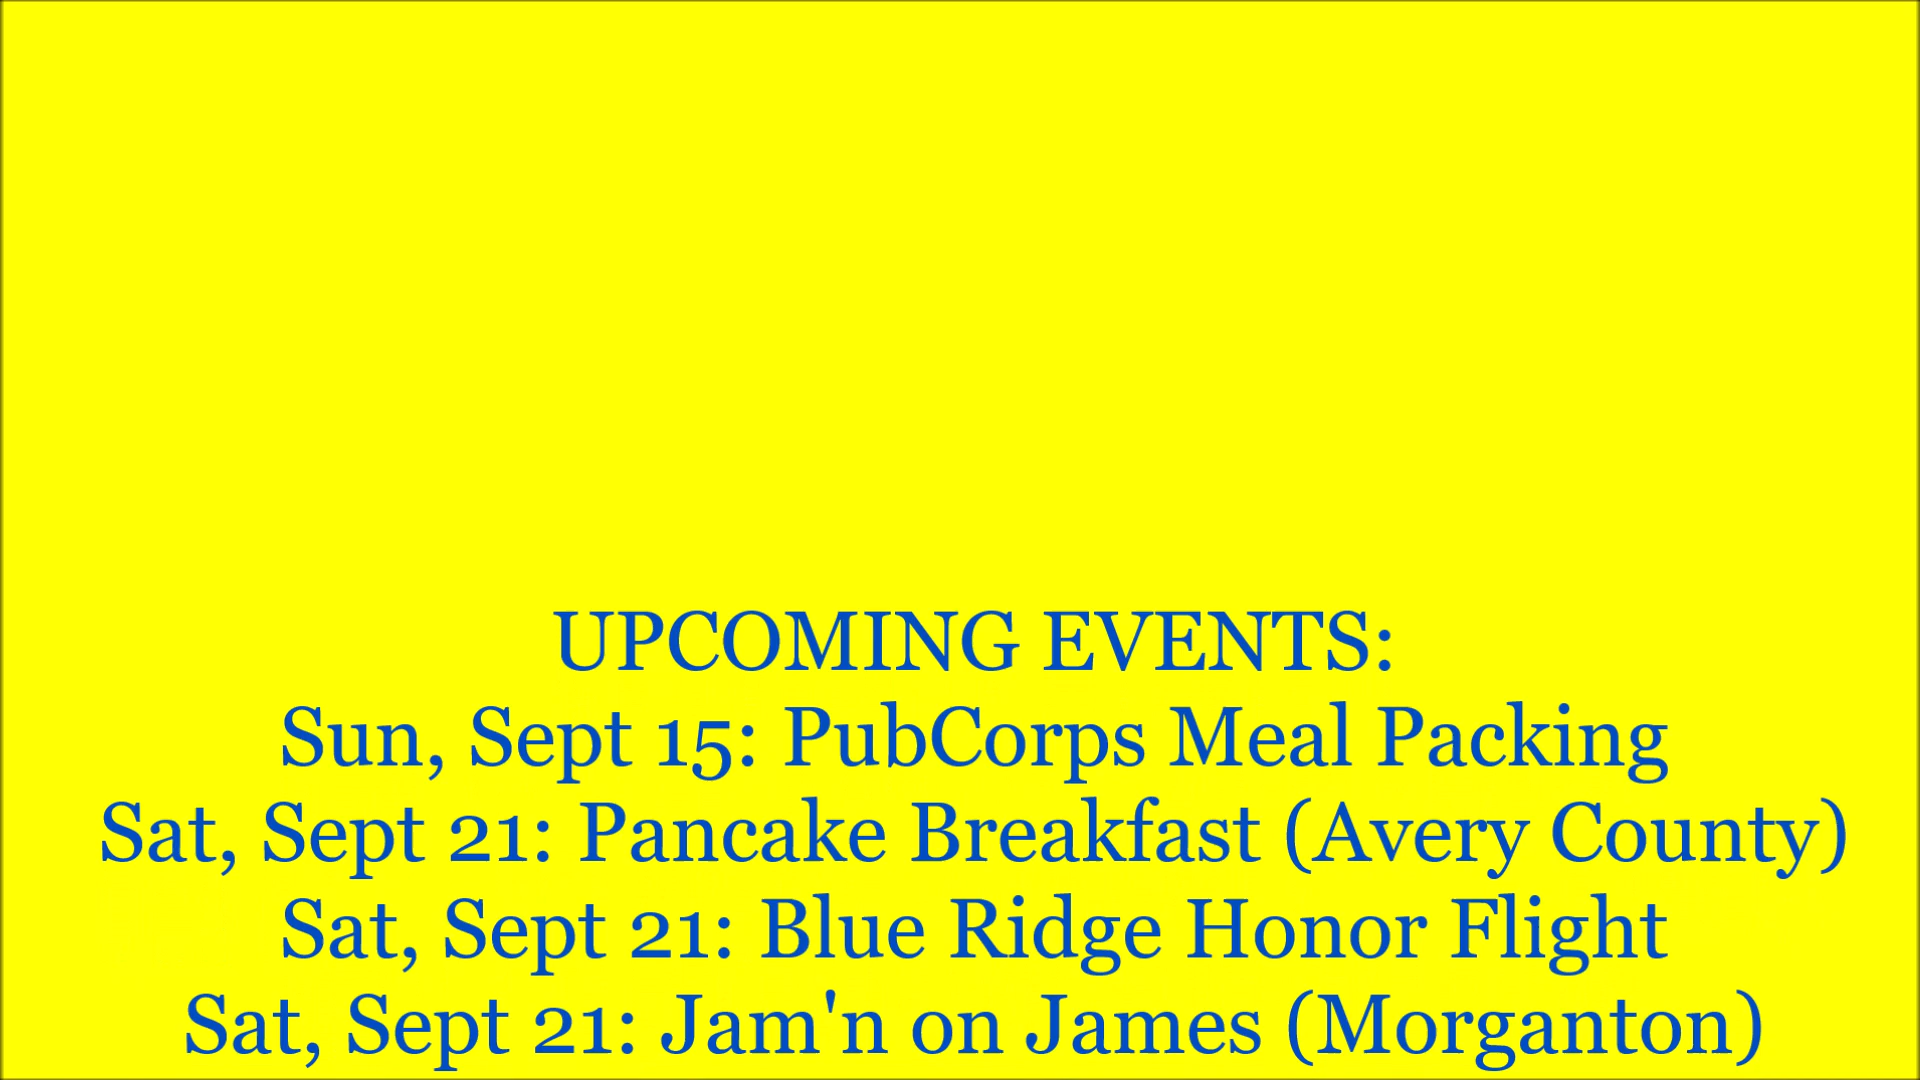 UPCOMING EVENTS:
Sun, Sept 15: PubCorps Meal Packing
Sat, Sept 21: Pancake Breakfast (Avery County)
Sat, Sept 21: Blue Ridge Honor Flight
Sat, Sept 21: Jam'n on James (Morganton)